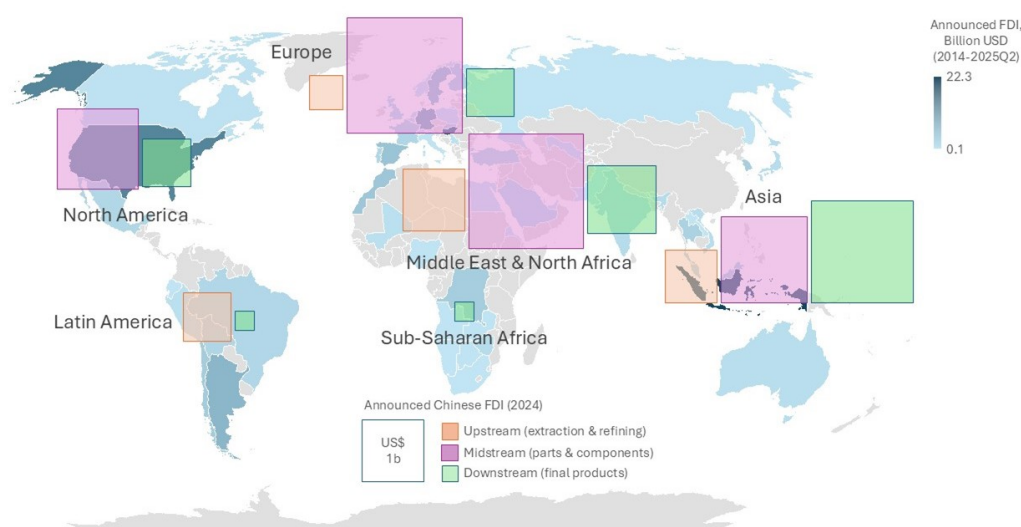 Announced FDI,
Billion USD
(2014-2025Q2)
22.3
0.1
Europe
North America
Asia
Middle East & North Africa
Latin America
Sub-Saharan Africa
Announced Chinese FDI (2024)
US$
1b
Upstream (extraction & refining)
Midstream (parts & components)
Downstream (final products)